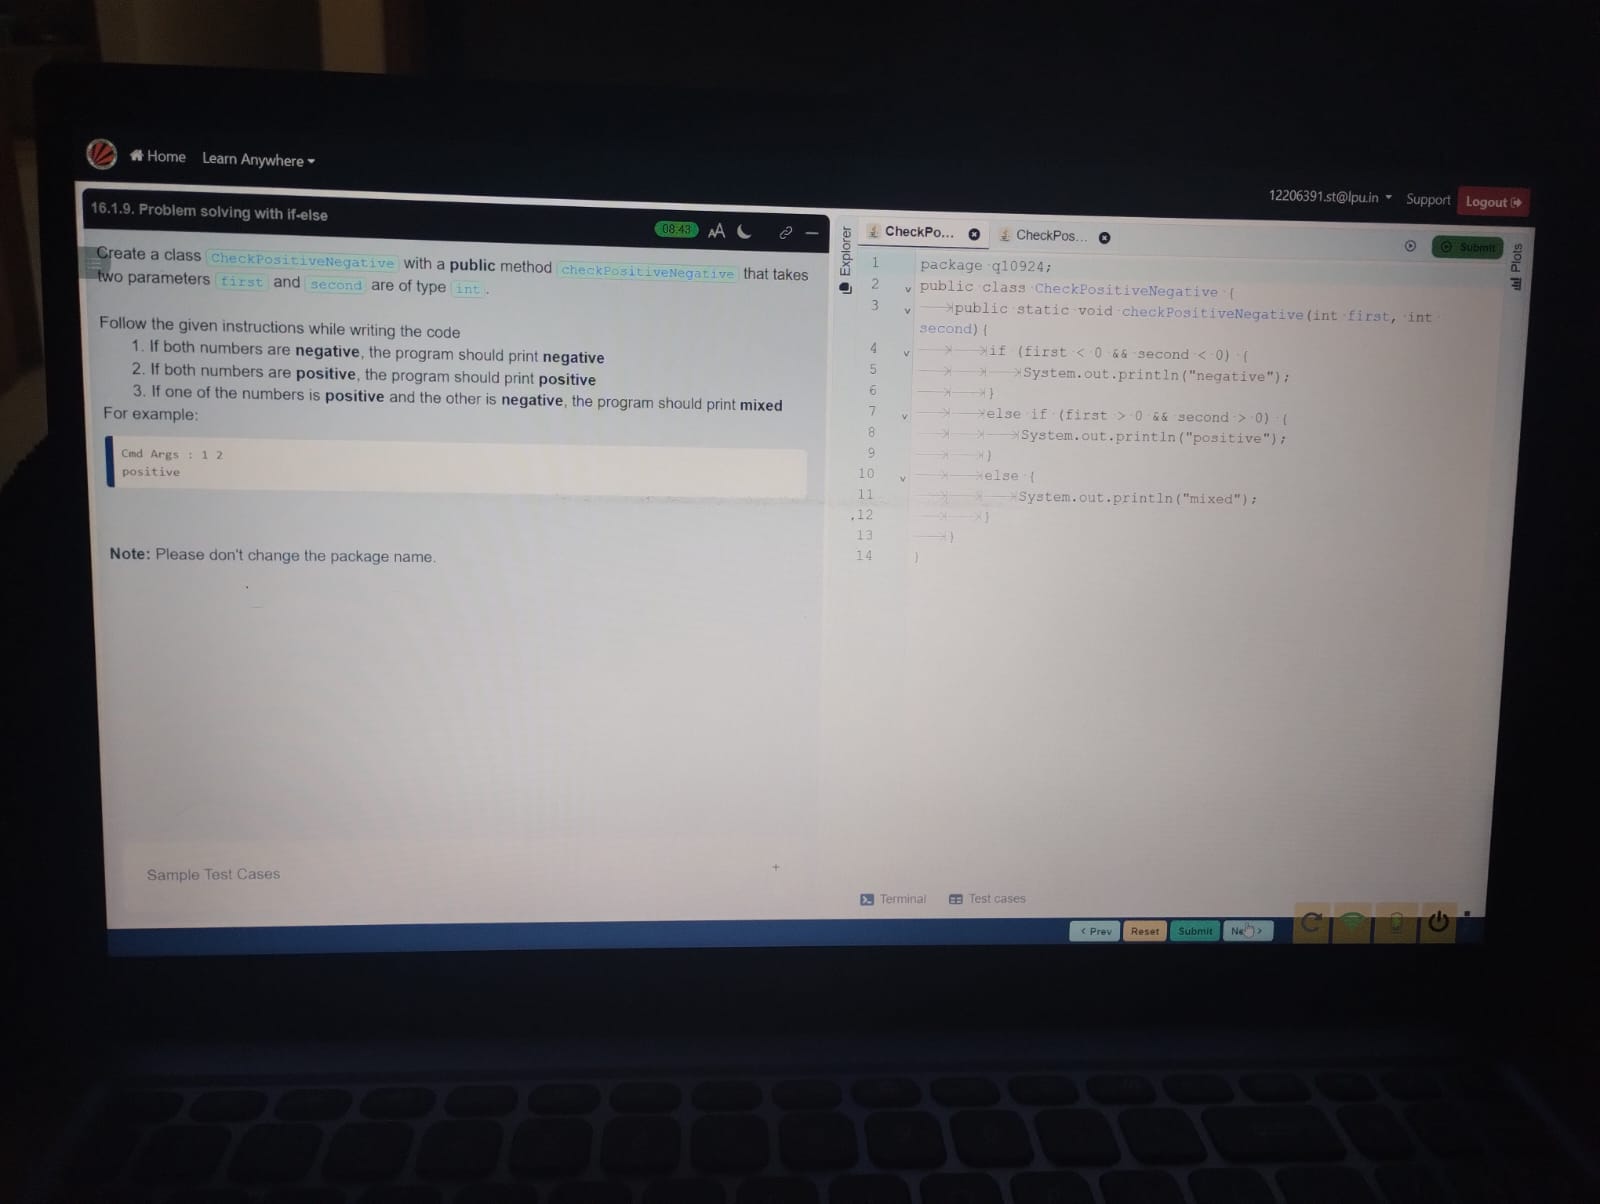 Home Learn Anywhere
12206391.st@lpu.in Support Logout
16.1.9. Problem solving with if-else
08:43 AA
Create a class CheckPositiveNegative with a public method checkPositiveNegative that takes
two parameters first and second are of type int .
Follow the given instructions while writing the code
1. If both numbers are negative, the program should print negative
2. If both numbers are positive, the program should print positive
3. If one of the numbers is positive and the other is negative, the program should print mixed
For example:
Cmd Args : 1 2
positive
Note: Please don't change the package name.
Sample Test Cases +
Explorer
CheckPo... CheckPos...
Submit
Plots
1 package q10924;
2 public class CheckPositiveNegative {
3 public static void checkPositiveNegative(int first, int
second){
4 if (first < 0 && second < 0) {
5 System.out.println("negative");
6 }
7 else if (first > 0 && second > 0) {
8 System.out.println("positive");
9 }
10 else {
11 System.out.println("mixed");
12 }
13 }
14 }
Terminal Test cases
< Prev Reset Submit >